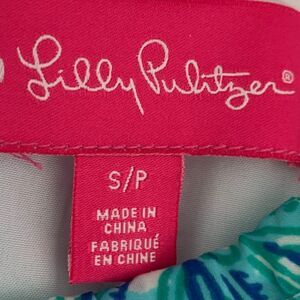 Lilly Pulitzer®
S/P
MADE IN
CHINA
FABRIQUÉ
EN CHINE